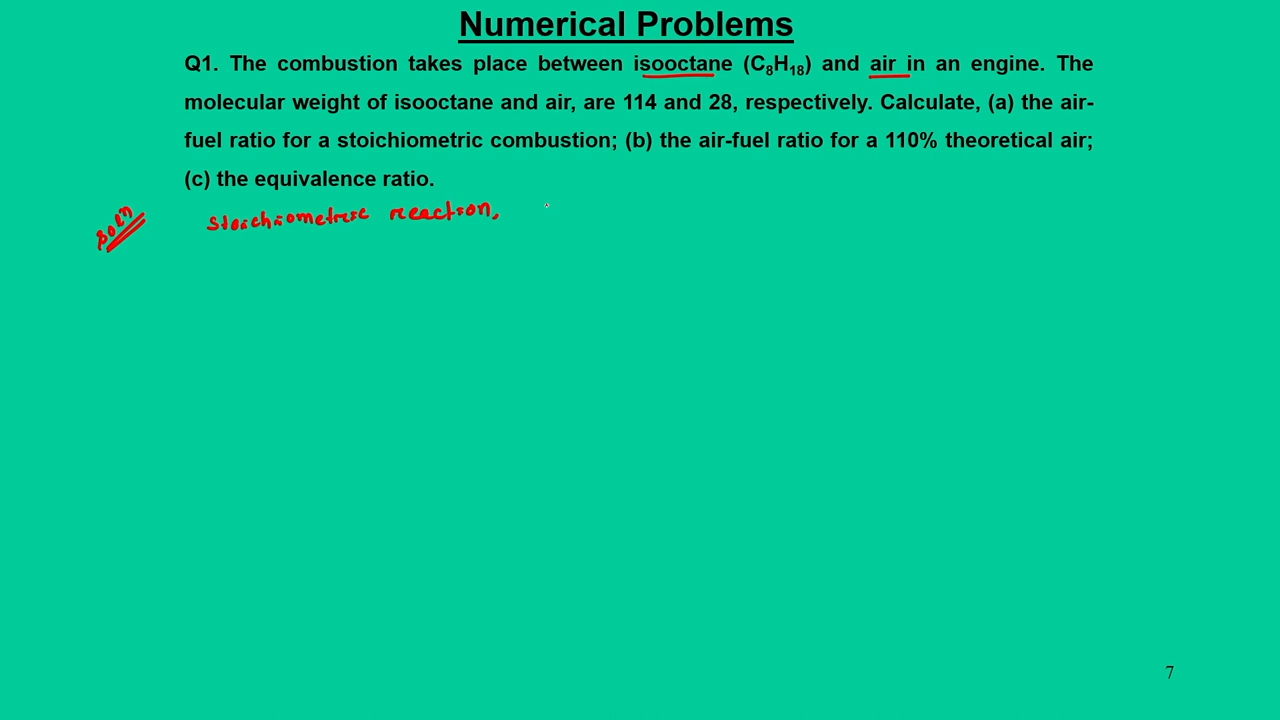 Numerical Problems
Q1. The combustion takes place between isooctane (C₈H₁₈) and air in an engine. The
molecular weight of isooctane and air, are 114 and 28, respectively. Calculate, (a) the air-
fuel ratio for a stoichiometric combustion; (b) the air-fuel ratio for a 110% theoretical air;
(c) the equivalence ratio.
Solⁿ Stoichiometric reaction,
7